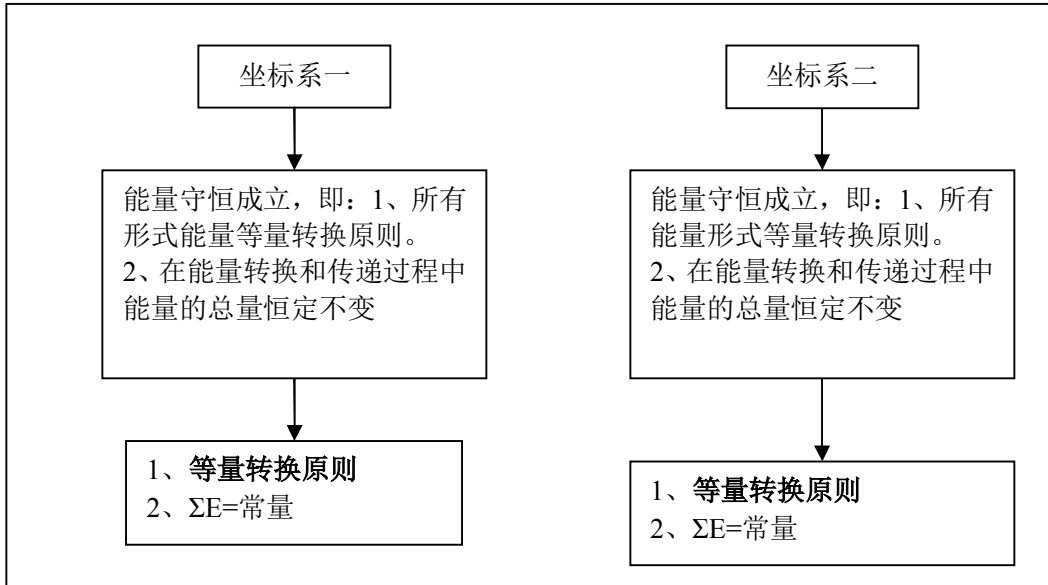 坐标系一
能量守恒成立，即：1、所有
形式能量等量转换原则。
2、在能量转换和传递过程中
能量的总量恒定不变
1、等量转换原则
2、ΣE=常量
坐标系二
能量守恒成立，即：1、所有
能量形式等量转换原则。
2、在能量转换和传递过程中
能量的总量恒定不变
1、等量转换原则
2、ΣE=常量